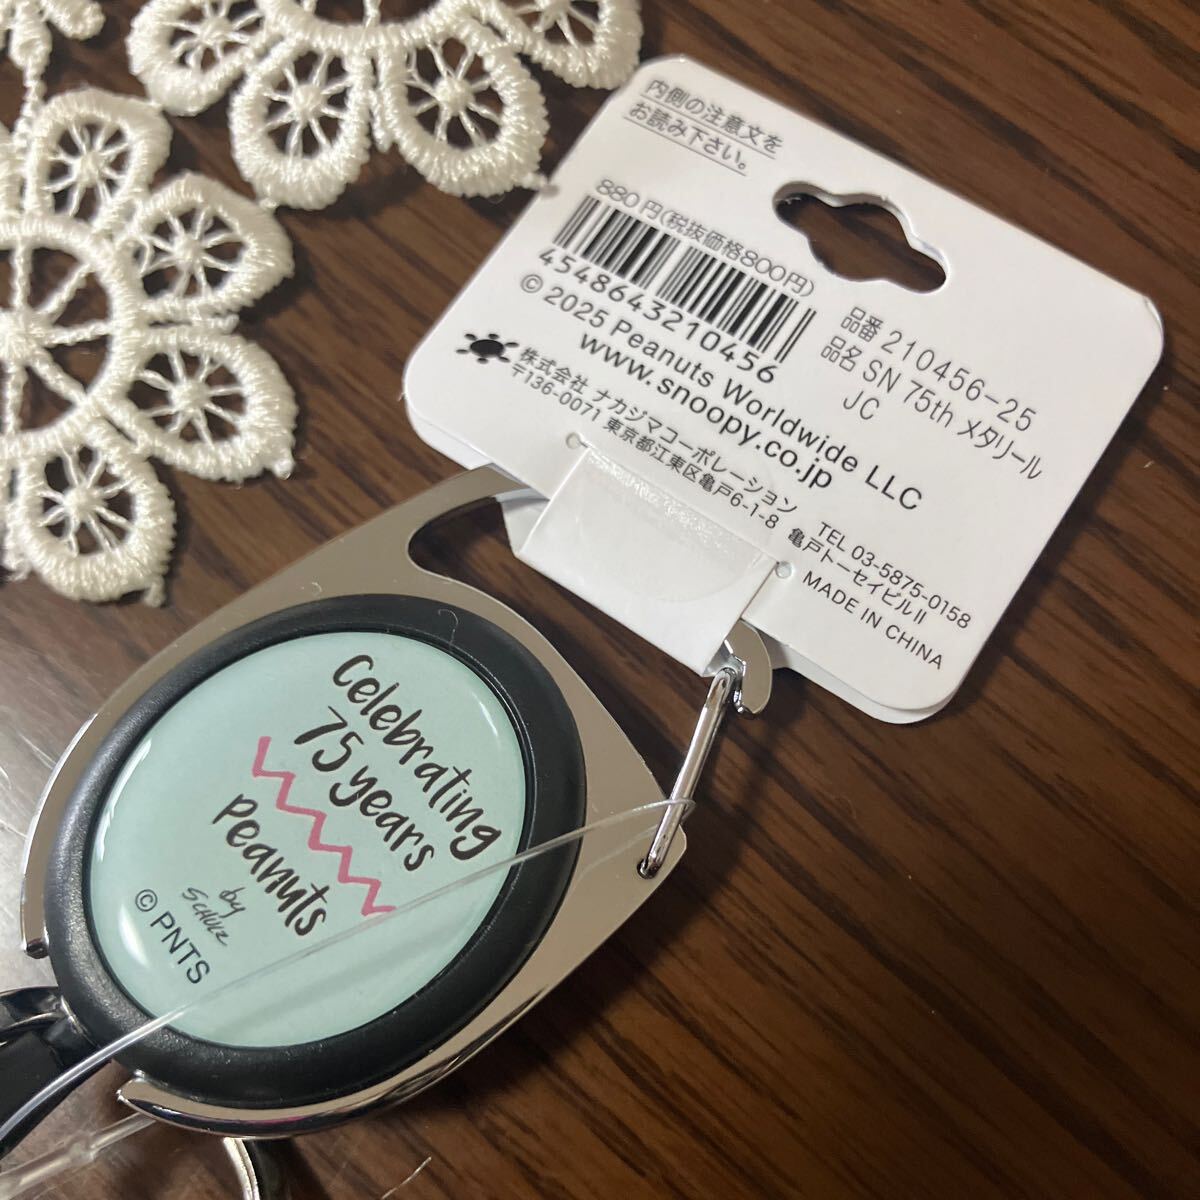 内側の注意文を
お読み下さい。
880円(税抜価格800円)
4548643210456
© 2025 Peanuts Worldwide LLC
www.snoopy.co.jp
株式会社 ナカジマコーポレーション TEL 03-5875-0158
〒136-0071 東京都江東区亀戸6-1-8 亀戸トーセイビルⅡ
MADE IN CHINA
品番 210456-25
品名 SN 75th メタリール
JC
Celebrating
75 years
Peanuts
by
SCHULZ
© PNTS